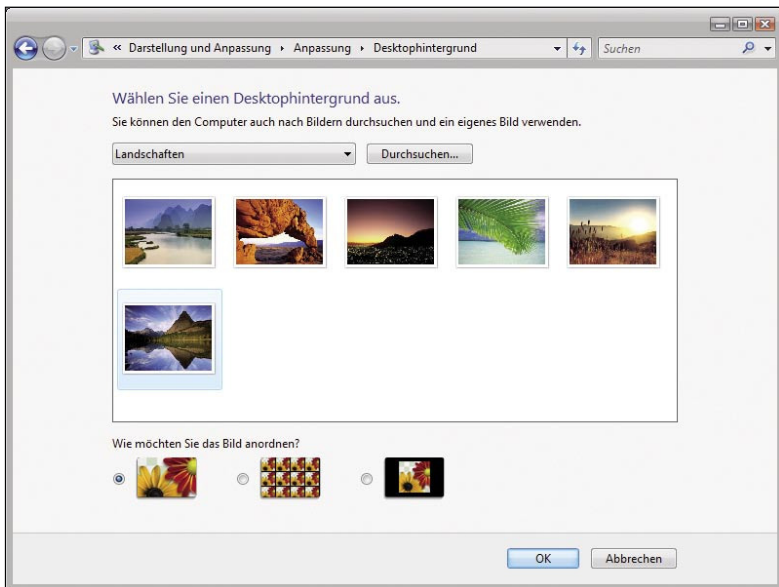 « Darstellung und Anpassung ▸ Anpassung ▸ Desktophintergrund
Suchen
Wählen Sie einen Desktophintergrund aus.
Sie können den Computer auch nach Bildern durchsuchen und ein eigenes Bild verwenden.
Landschaften
Durchsuchen...
Wie möchten Sie das Bild anordnen?
OK
Abbrechen